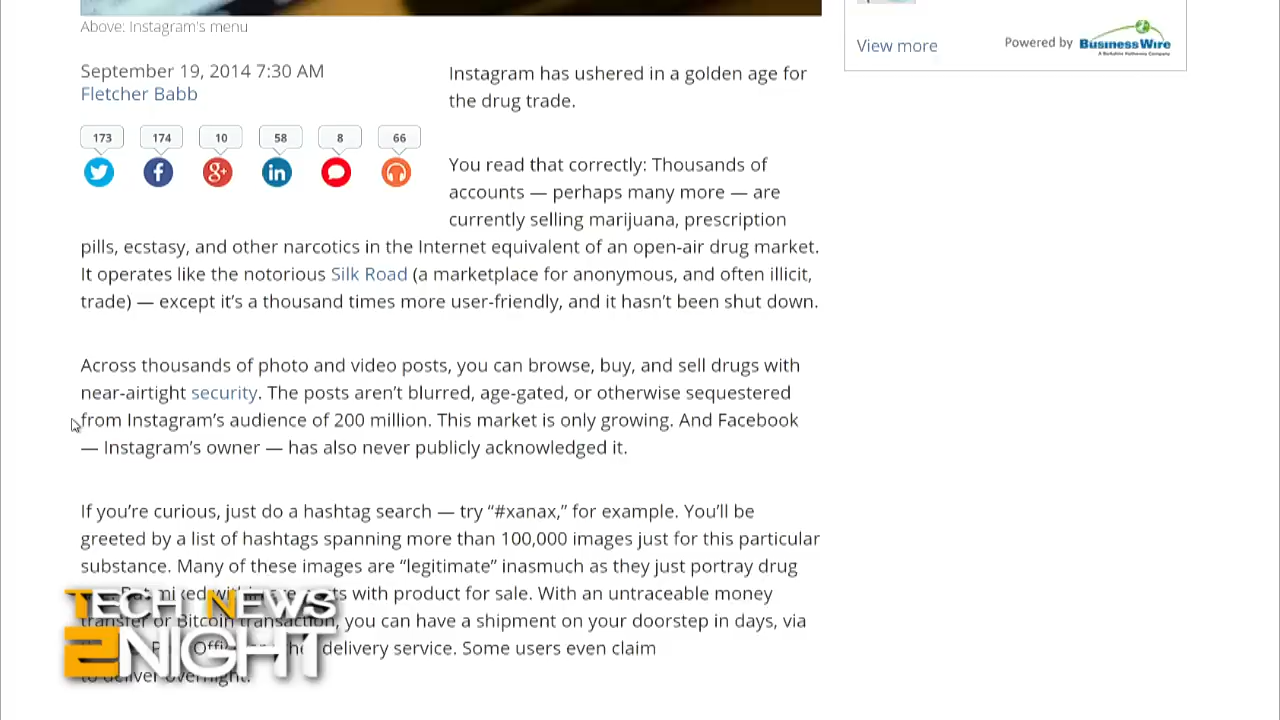 Above: Instagram's menu
September 19, 2014 7:30 AM
Fletcher Babb
173 174 10 58 8 66
Instagram has ushered in a golden age for
the drug trade.
You read that correctly: Thousands of
accounts — perhaps many more — are
currently selling marijuana, prescription
pills, ecstasy, and other narcotics in the Internet equivalent of an open-air drug market.
It operates like the notorious Silk Road (a marketplace for anonymous, and often illicit,
trade) — except it's a thousand times more user-friendly, and it hasn't been shut down.
Across thousands of photo and video posts, you can browse, buy, and sell drugs with
near-airtight security. The posts aren't blurred, age-gated, or otherwise sequestered
from Instagram's audience of 200 million. This market is only growing. And Facebook
— Instagram's owner — has also never publicly acknowledged it.
If you're curious, just do a hashtag search — try “#xanax,” for example. You'll be
greeted by a list of hashtags spanning more than 100,000 images just for this particular
substance. Many of these images are “legitimate” inasmuch as they just portray drug
with product for sale. With an untraceable money
transfer or Bitcoin transaction, you can have a shipment on your doorstep in days, via
delivery service. Some users even claim
to deliver overnight.
View more
Powered by BusinessWire
A Berkshire Hathaway Company
TECH NEWS
2NIGHT